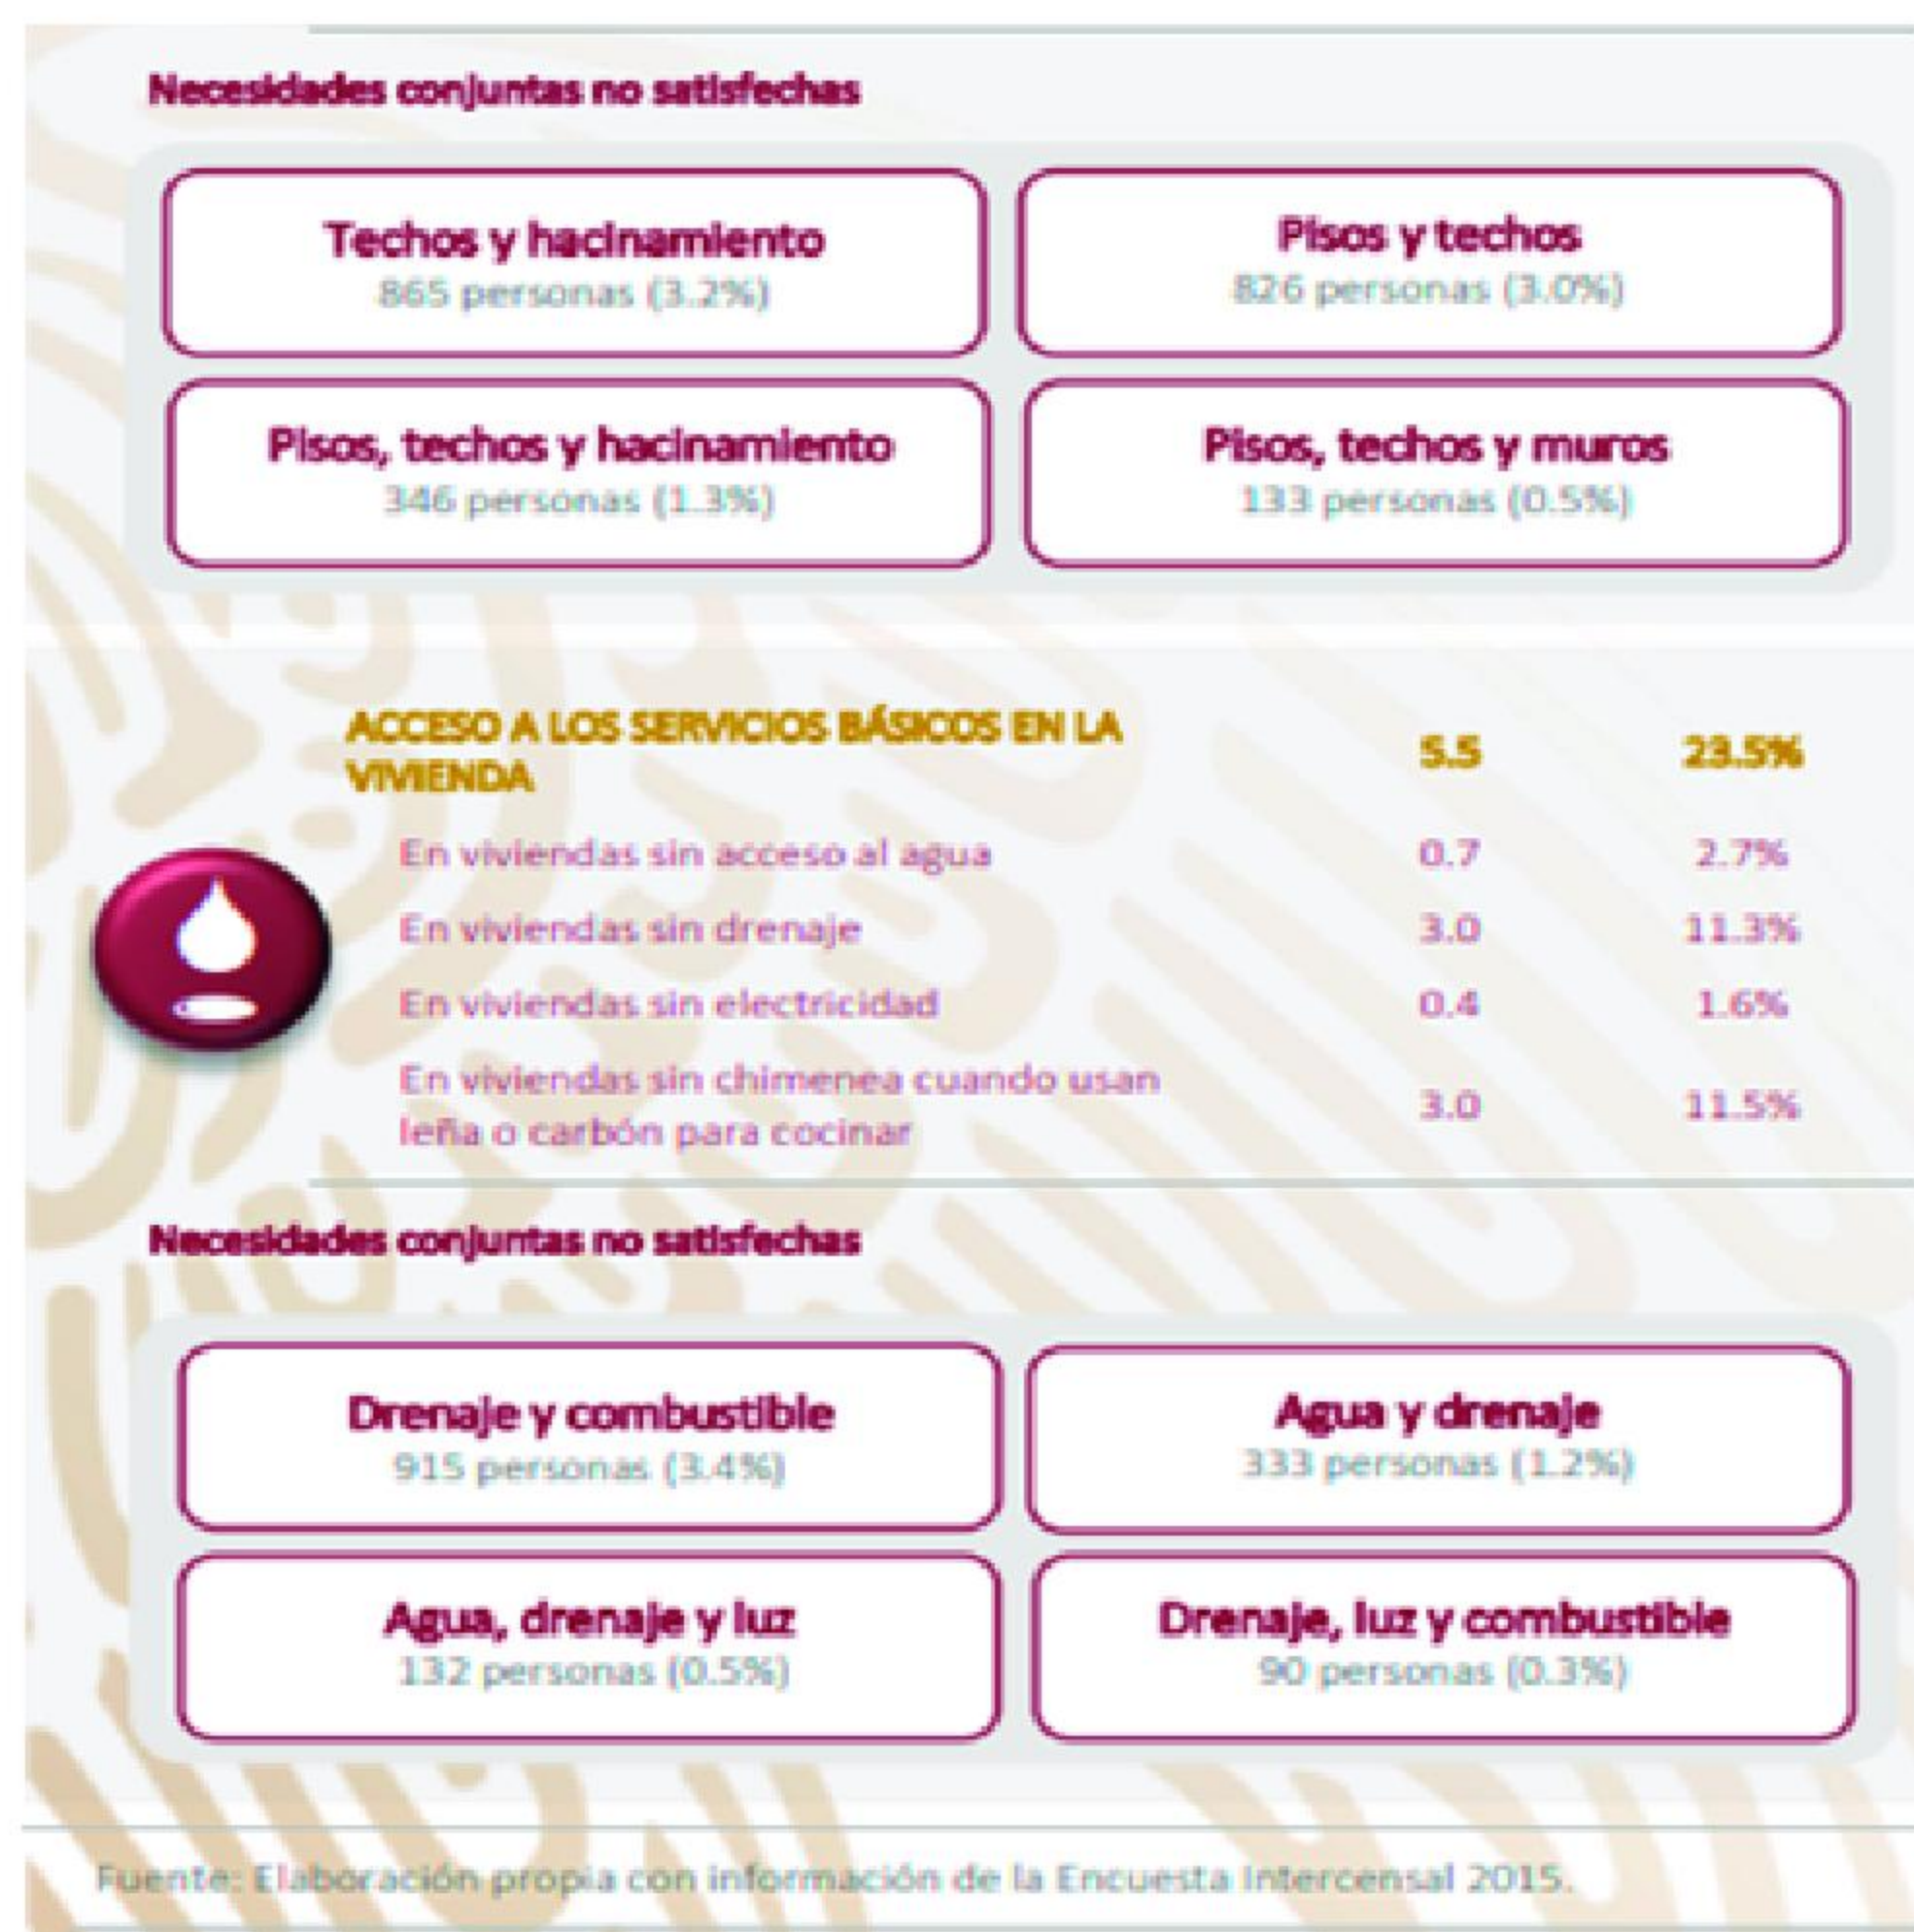 Necesidades conjuntas no satisfechas
Techos y hacinamiento
865 personas (3.2%)
Pisos y techos
826 personas (3.0%)
Pisos, techos y hacinamiento
346 personas (1.3%)
Pisos, techos y muros
133 personas (0.5%)
ACCESO A LOS SERVICIOS BÁSICOS EN LA
VIVIENDA
5.5 23.5%
En viviendas sin acceso al agua 0.7 2.7%
En viviendas sin drenaje 3.0 11.3%
En viviendas sin electricidad 0.4 1.6%
En viviendas sin chimenea cuando usan
leña o carbón para cocinar
3.0 11.5%
Necesidades conjuntas no satisfechas
Drenaje y combustible
915 personas (3.4%)
Agua y drenaje
333 personas (1.2%)
Agua, drenaje y luz
132 personas (0.5%)
Drenaje, luz y combustible
90 personas (0.3%)
Fuente: Elaboración propia con información de la Encuesta Intercensal 2015.